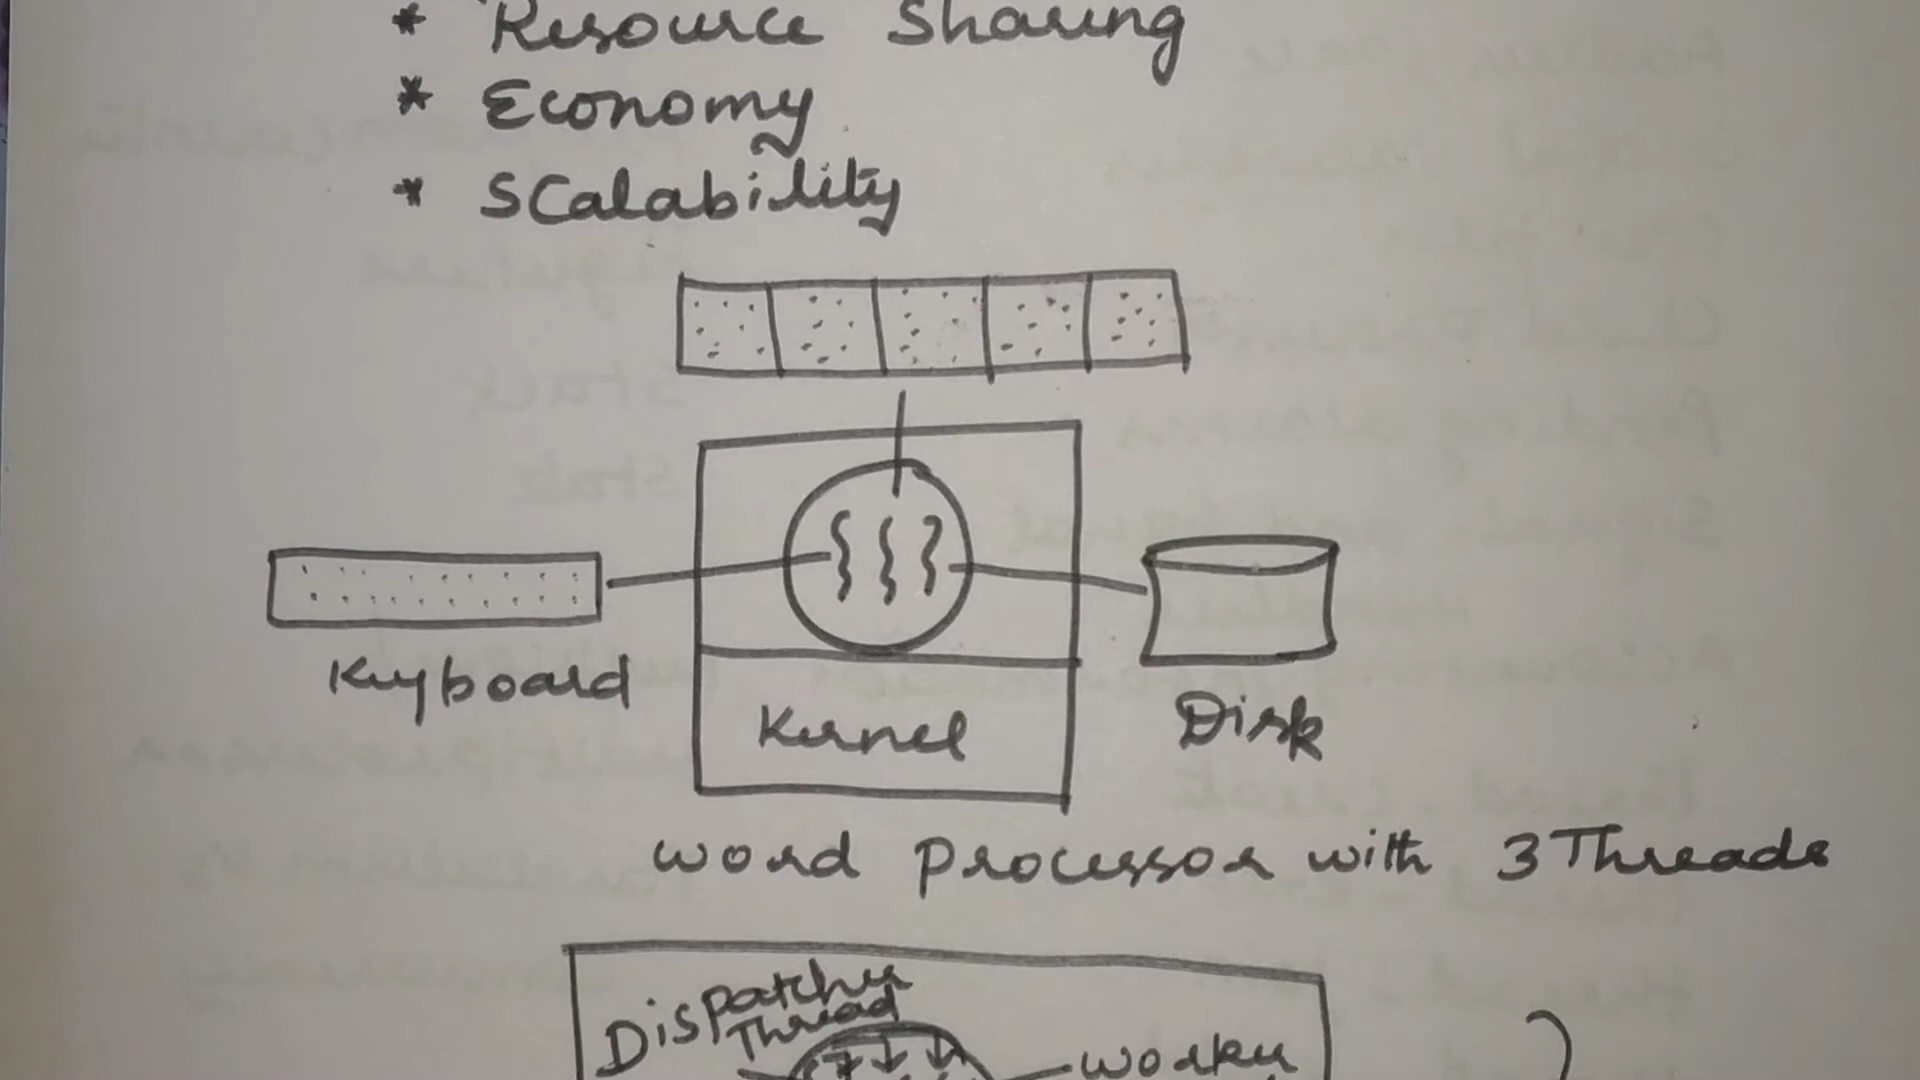 * Resource Sharing
* Economy
* Scalability
Keyboard
Kernel
Disk
word processor with 3 Threads
Dispatcher
Thread
worker